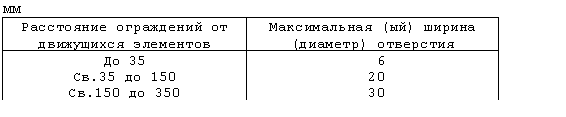 мм
Расстояние ограждений от Максимальная (ый) ширина
движущихся элементов (диаметр) отверстия
До 35 6
Св.35 до 150 20
Св.150 до 350 30